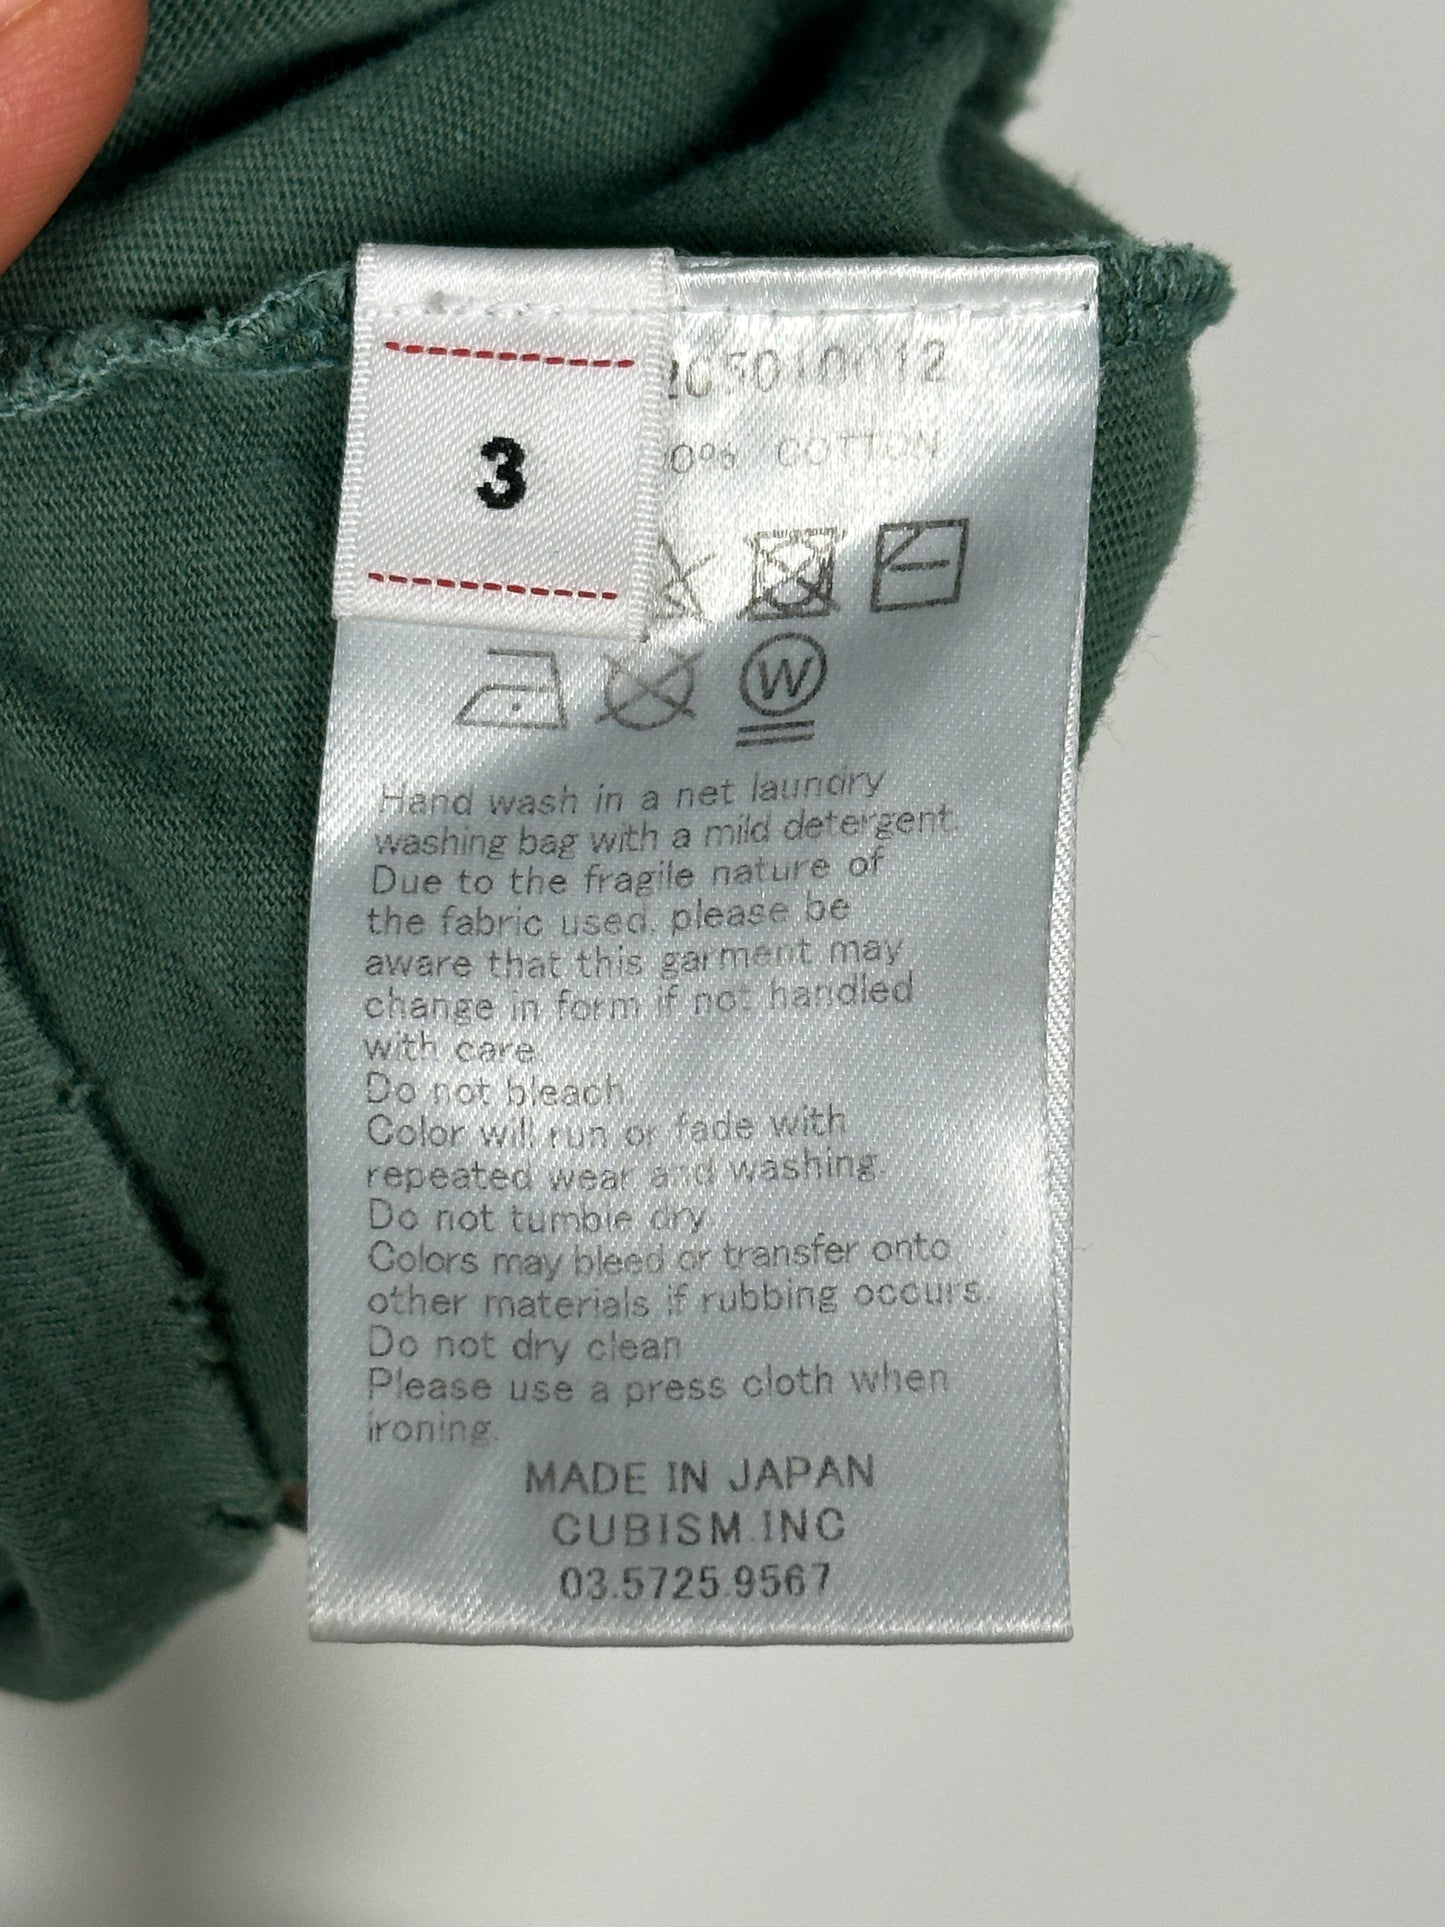 3
COTTON
W
Hand wash in a net laundry
washing bag with a mild detergent.
Due to the fragile nature of
the fabric used, please be
aware that this garment may
change in form if not handled
with care
Do not bleach.
Color will run or fade with
repeated wear and washing.
Do not tumble dry.
Colors may bleed or transfer onto
other materials if rubbing occurs.
Do not dry clean
Please use a press cloth when
ironing.
MADE IN JAPAN
CUBISM.INC
03.5725.9567